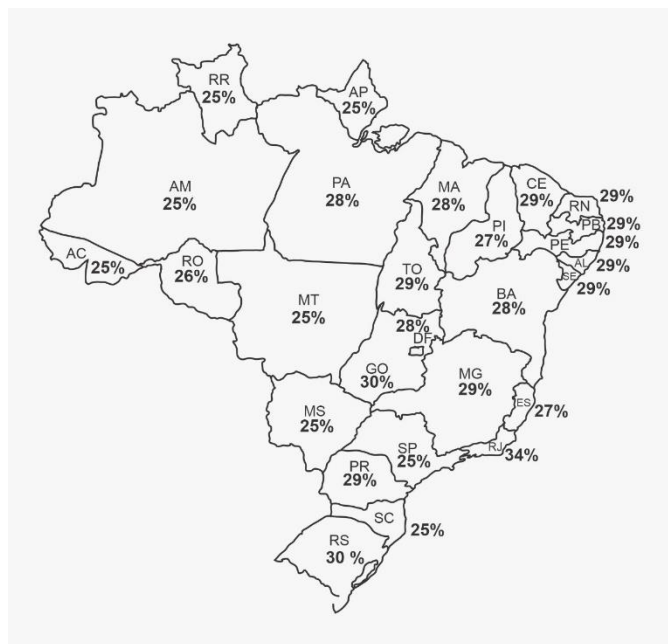 RR
25%
AP
25%
AM
25%
PA
28%
MA
28%
CE
29%
RN
29%
PI
27%
PB
29%
PE
29%
AL
29%
SE
29%
AC
25%
RO
26%
TO
29%
MT
25%
BA
28%
28%
DF
GO
30%
MG
29%
ES
27%
MS
25%
SP
25%
RJ
34%
PR
29%
SC
25%
RS
30 %